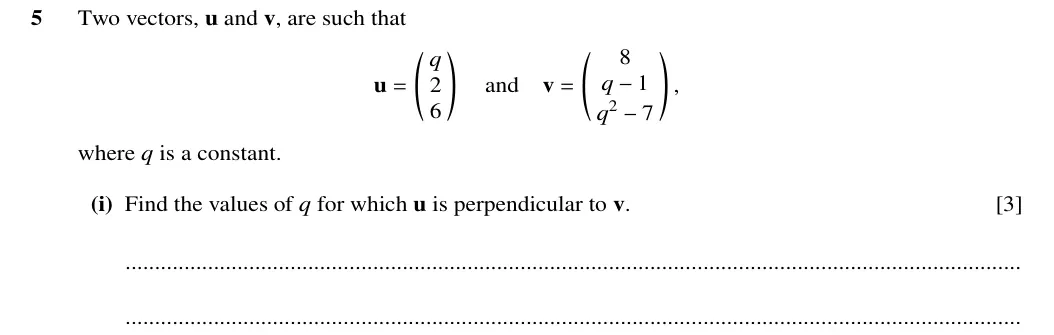 5 Two vectors, u and v, are such that
u = ( q 2 6 ) and v = ( 8 q − 1 q² − 7 ),
where q is a constant.
(i) Find the values of q for which u is perpendicular to v. [3]